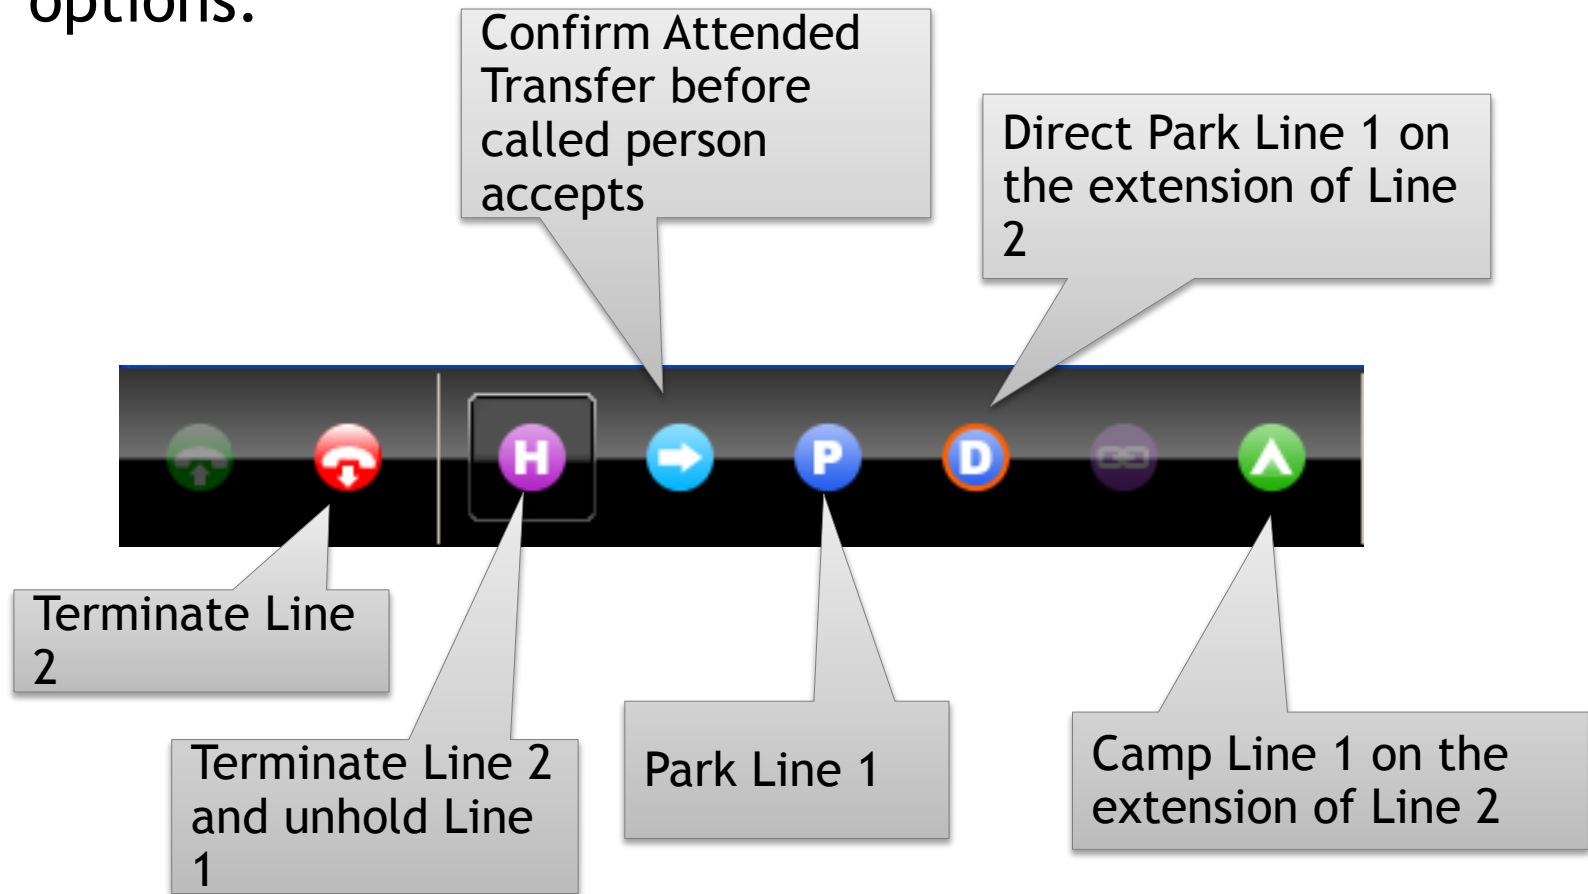 options:
Confirm Attended
Transfer before
called person
accepts
Direct Park Line 1 on
the extension of Line
2
H
P
D
Terminate Line
2
Terminate Line 2
and unhold Line
1
Park Line 1
Camp Line 1 on the
extension of Line 2